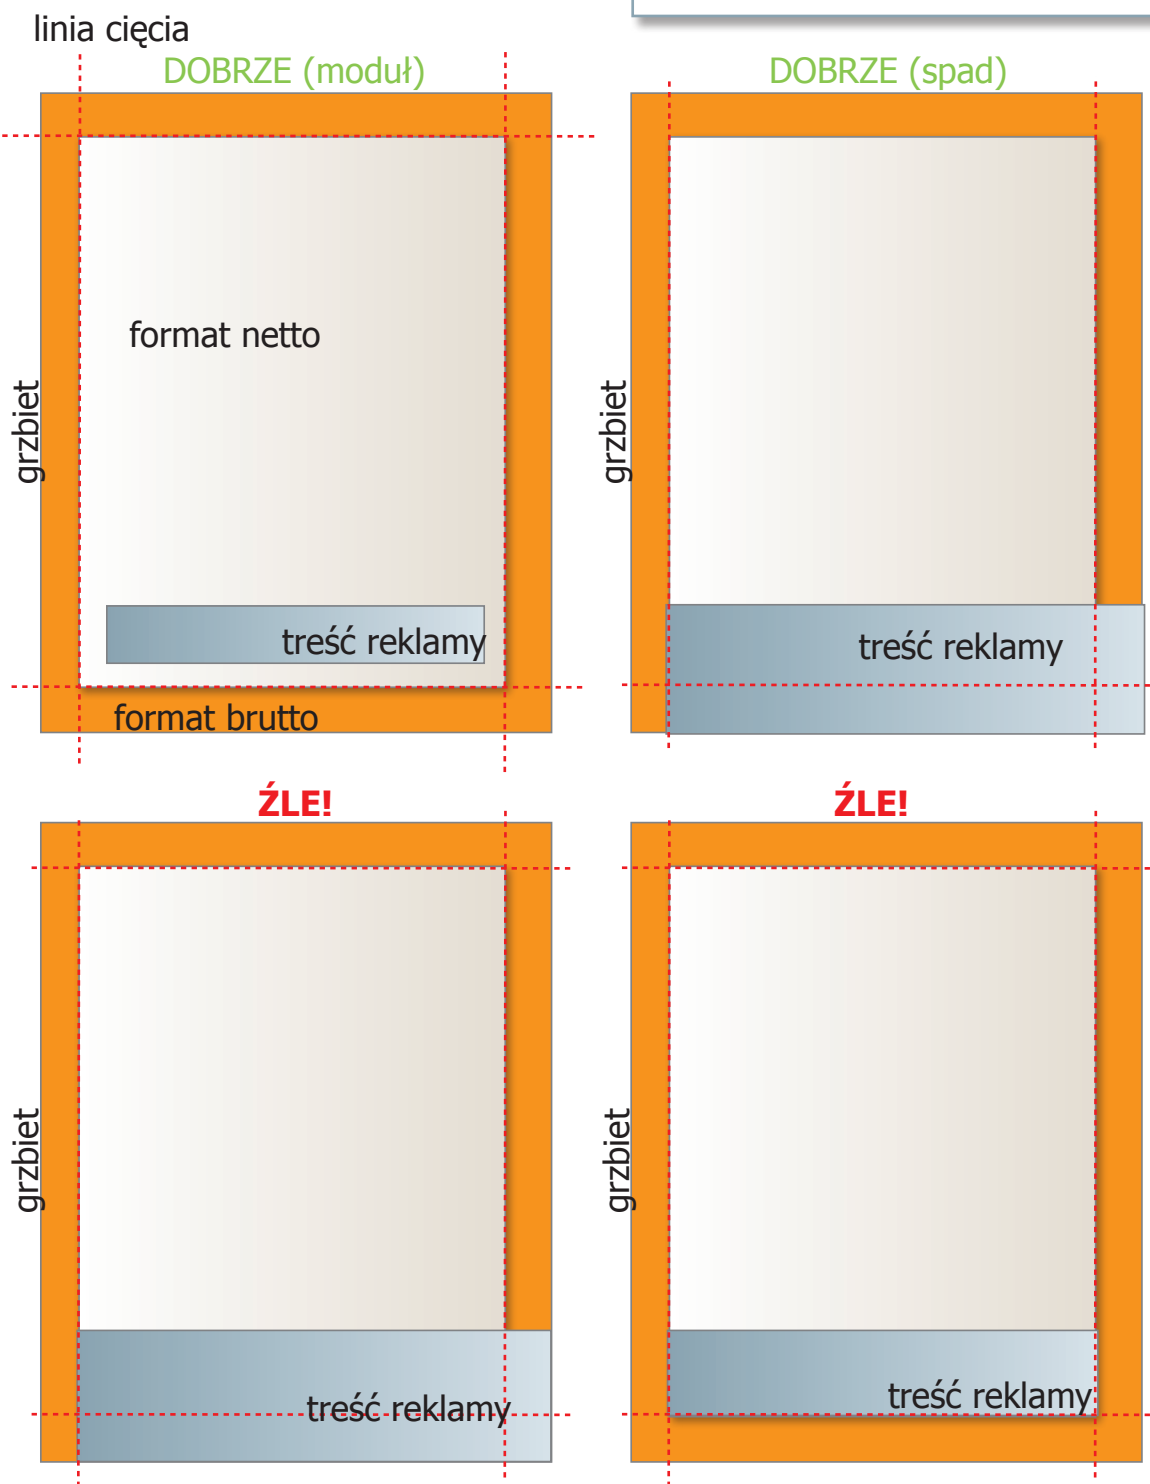 linia cięcia
DOBRZE (moduł)
DOBRZE (spad)
format netto
grzbiet
grzbiet
treść reklamy
treść reklamy
format brutto
ŹLE!
ŹLE!
grzbiet
grzbiet
treść reklamy
treść reklamy